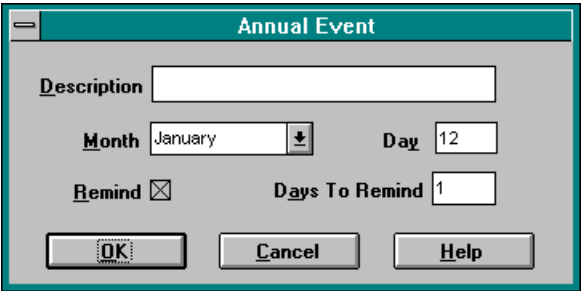 Annual Event
Description
Month January Day 12
Remind Days To Remind 1
OK Cancel Help